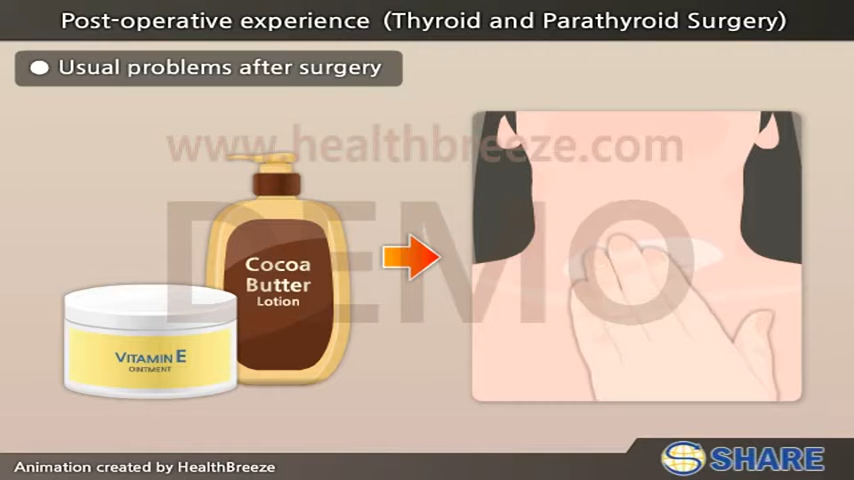 Post-operative experience (Thyroid and Parathyroid Surgery)
Usual problems after surgery
www.healthbreeze.com
DEMO
Cocoa
Butter
Lotion
VITAMIN E
OINTMENT
Animation created by HealthBreeze
SHARE